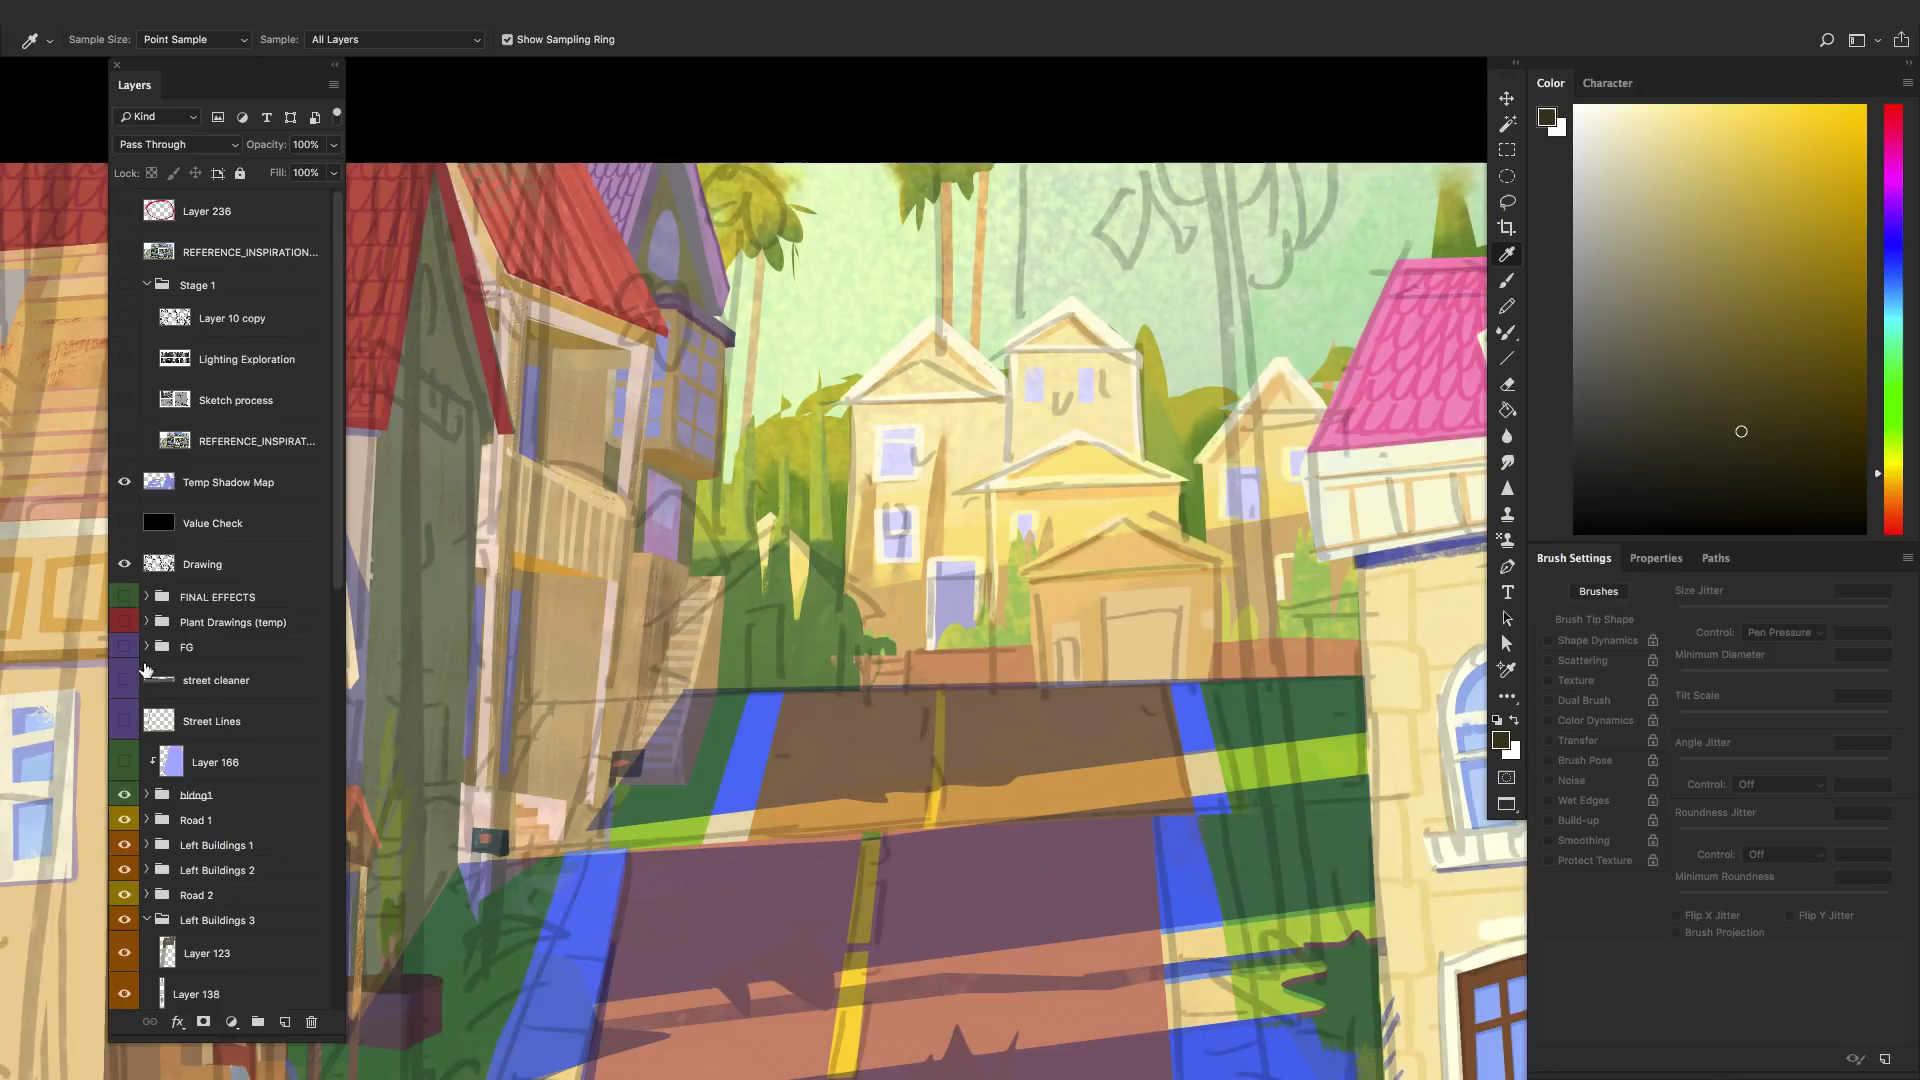 Sample Size: Point Sample Sample: All Layers Show Sampling Ring
Layers
Kind
Pass Through Opacity: 100%
Lock: Fill: 100%
Layer 236
REFERENCE_INSPIRATION...
Stage 1
Layer 10 copy
Lighting Exploration
Sketch process
REFERENCE_INSPIRAT...
Temp Shadow Map
Value Check
Drawing
FINAL EFFECTS
Plant Drawings (temp)
FG
street cleaner
Street Lines
Layer 166
bldng1
Road 1
Left Buildings 1
Left Buildings 2
Road 2
Left Buildings 3
Layer 123
Layer 138
fx
Color Character
Brush Settings Properties Paths
Brushes
Brush Tip Shape
Shape Dynamics
Scattering
Texture
Dual Brush
Color Dynamics
Transfer
Brush Pose
Noise
Wet Edges
Build-up
Smoothing
Protect Texture
Size Jitter
Control: Pen Pressure
Minimum Diameter
Tilt Scale
Angle Jitter
Control: Off
Roundness Jitter
Control: Off
Minimum Roundness
Flip X Jitter Flip Y Jitter
Brush Projection